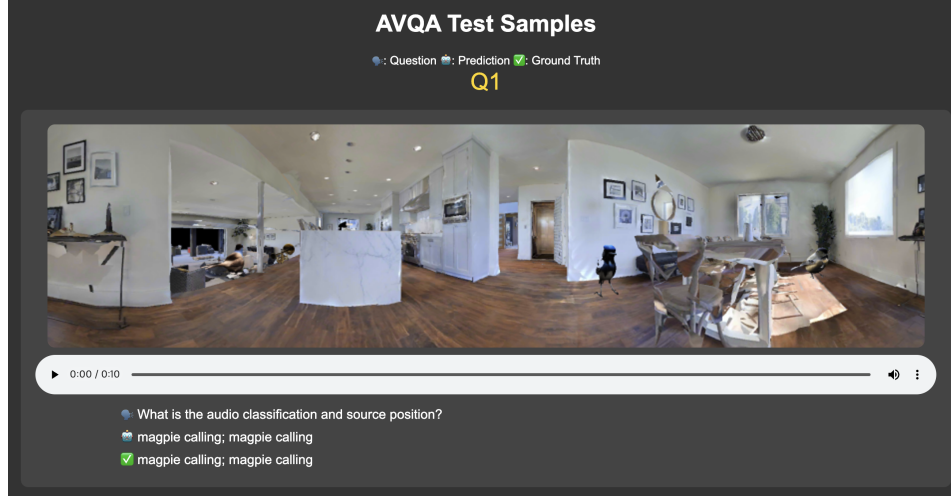 AVQA Test Samples
🗣: Question 🤖: Prediction ✅: Ground Truth
Q1
0:00 / 0:10
🗣 What is the audio classification and source position?
🤖 magpie calling; magpie calling
✅ magpie calling; magpie calling